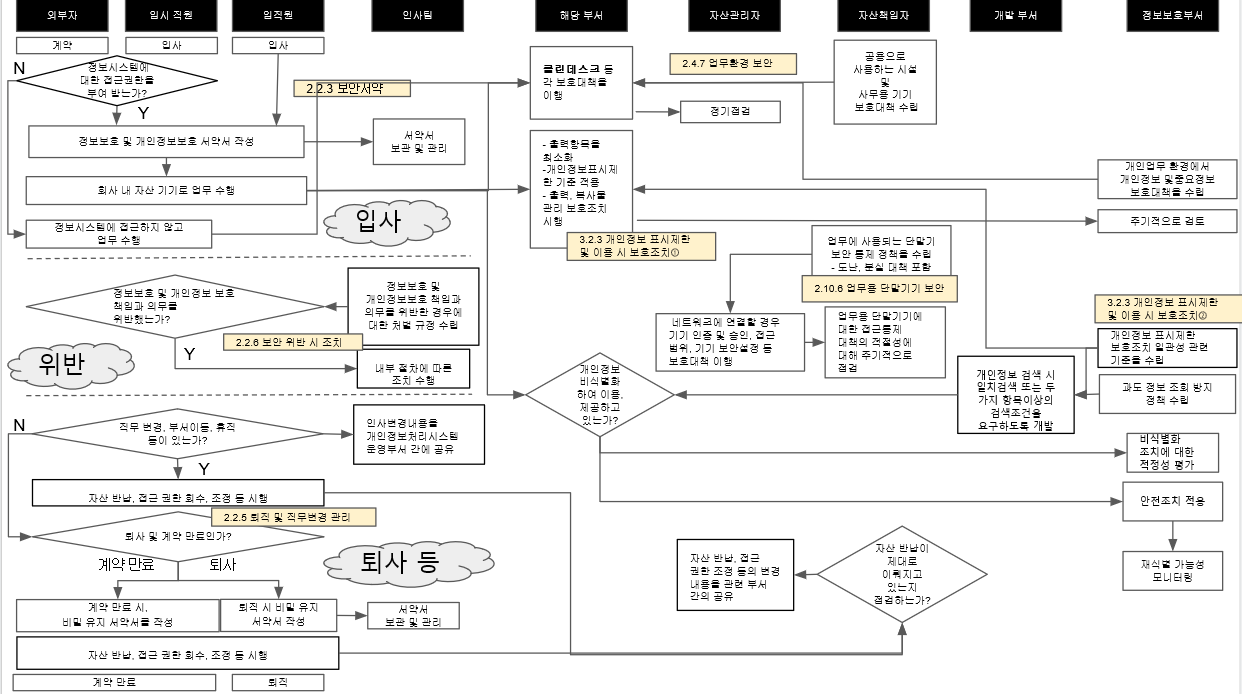 외부자
임시 직원
임직원
인사팀
해당 부서
자산관리자
자산책임자
개발 부서
정보보호부서
계약
입사
입사
N
정보시스템에
대한 접근권한을
부여 받는가?
Y
2.2.3 보안서약
정보보호 및 개인정보보호 서약서 작성
서약서
보관 및 관리
회사 내 자산 기기로 업무 수행
정보시스템에 접근하지 않고
업무 수행
입사
클린데스크 등
각 보호대책을
이행
2.4.7 업무환경 보안
정기점검
공용으로
사용하는 시설
및
사무용 기기
보호대책 수립
- 출력항목을
최소화
-개인정보표시제
한 기준 적용
- 출력, 복사물
관리 보호조치
시행
3.2.3 개인정보 표시제한
및 이용 시 보호조치①
개인업무 환경에서
개인정보 및중요정보
보호대책을 수립
주기적으로 검토
업무에 사용되는 단말기
보안 통제 정책을 수립
- 도난, 분실 대책 포함
2.10.6 업무용 단말기기 보안
네트워크에 연결할 경우
기기 인증 및 승인, 접근
범위, 기기 보안설정 등
보호대책 이행
업무용 단말기기에
대한 접근통제
대책의 적절성에
대해 주기적으로
점검
3.2.3 개인정보 표시제한
및 이용 시 보호조치②
개인정보 표시제한
보호조치 일관성 관련
기준을 수립
과도 정보 조회 방지
정책 수립
개인정보 검색 시
일치검색 또는 두
가지 항목이상의
검색조건을
요구하도록 개발
개인정보
비식별화
하여 이용,
제공하고
있는가?
비식별화
조치에 대한
적정성 평가
안전조치 적용
재식별 가능성
모니터링
정보보호 및 개인정보 보호
책임과 의무를
위반했는가?
정보보호 및
개인정보보호 책임과
의무를 위반한 경우에
대한 처벌 규정 수립
2.2.6 보안 위반 시 조치
Y
내부 절차에 따른
조치 수행
위반
N
직무 변경, 부서이동, 휴직
등이 있는가?
Y
인사변경내용을
개인정보처리시스템
운영부서 간에 공유
자산 반납, 접근 권한 회수, 조정 등 시행
2.2.5 퇴직 및 직무변경 관리
퇴사 및 계약 만료인가?
계약 만료
퇴사
퇴사 등
계약 만료 시,
비밀 유지 서약서를 작성
퇴직 시 비밀 유지
서약서 작성
서약서
보관 및 관리
자산 반납, 접근 권한 회수, 조정 등 시행
계약 만료
퇴직
자산 반납, 접근
권한 조정 등의 변경
내용을 관련 부서
간의 공유
자산 반납이
제대로
이뤄지고
있는지
점검하는가?